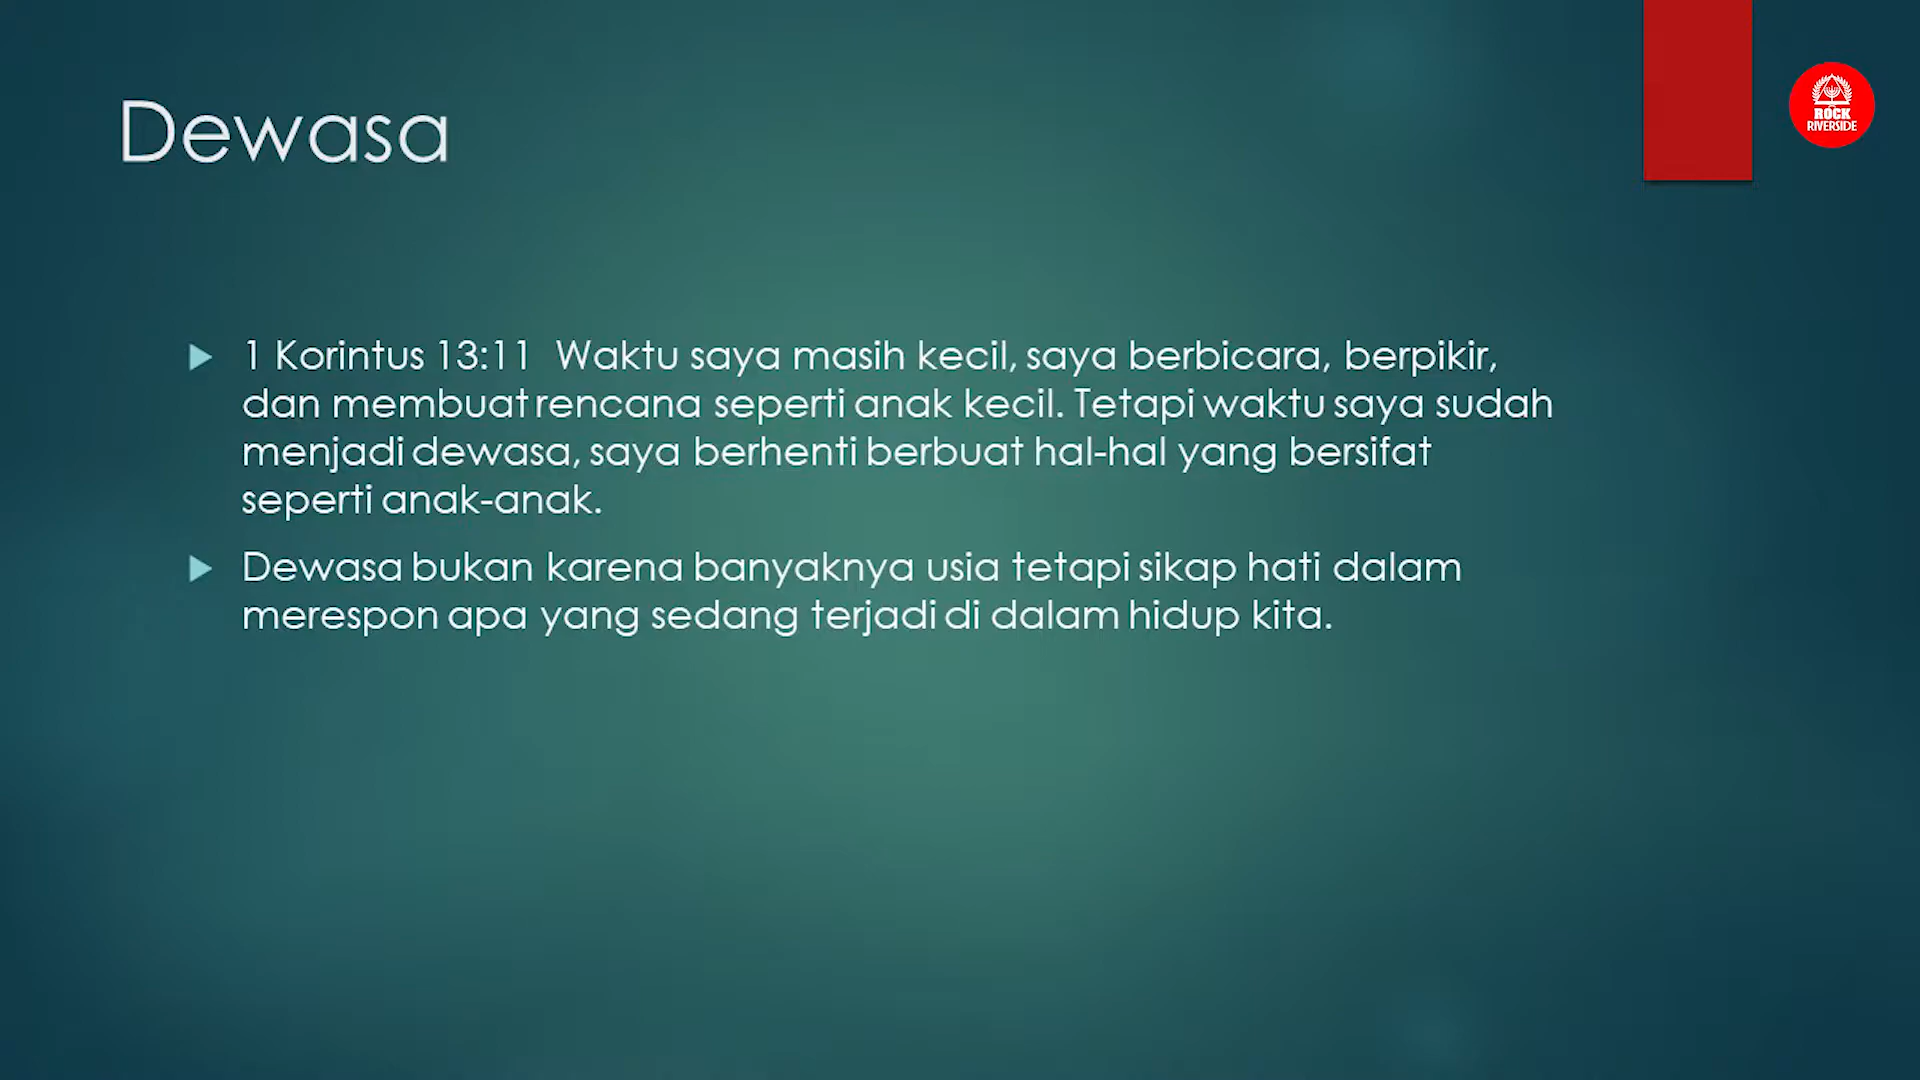 Dewasa
ROCK
RIVERSIDE
1 Korintus 13:11 Waktu saya masih kecil, saya berbicara, berpikir,
dan membuat rencana seperti anak kecil. Tetapi waktu saya sudah
menjadi dewasa, saya berhenti berbuat hal-hal yang bersifat
seperti anak-anak.
Dewasa bukan karena banyaknya usia tetapi sikap hati dalam
merespon apa yang sedang terjadi di dalam hidup kita.